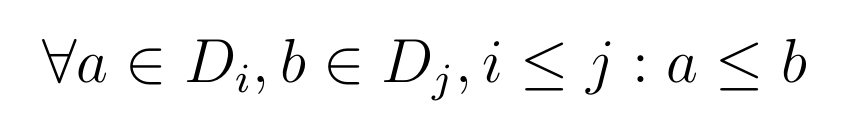 ∀a ∈ D_i, b ∈ D_j, i ≤ j : a ≤ b